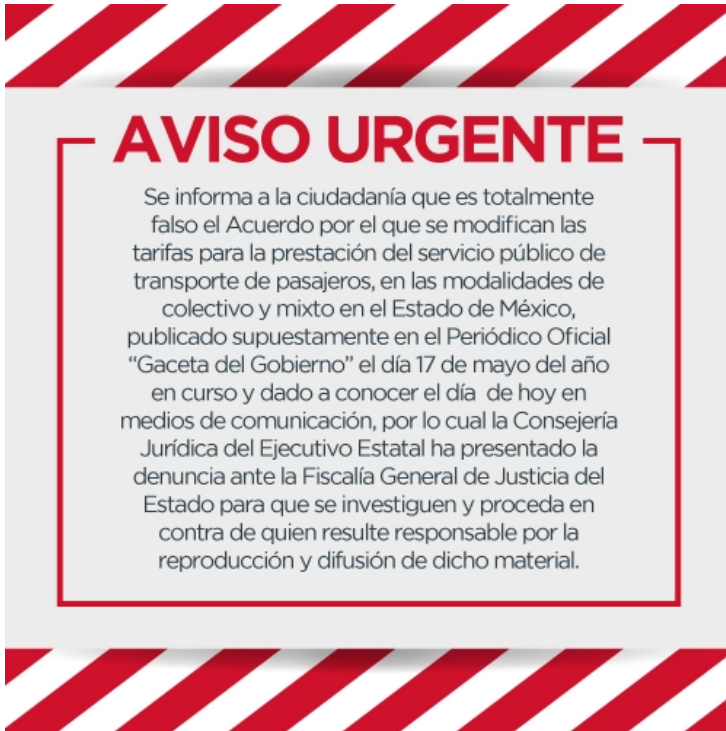 AVISO URGENTE
Se informa a la ciudadanía que es totalmente
falso el Acuerdo por el que se modifican las
tarifas para la prestación del servicio público de
transporte de pasajeros, en las modalidades de
colectivo y mixto en el Estado de México,
publicado supuestamente en el Periódico Oficial
“Gaceta del Gobierno” el día 17 de mayo del año
en curso y dado a conocer el día de hoy en
medios de comunicación, por lo cual la Consejería
Jurídica del Ejecutivo Estatal ha presentado la
denuncia ante la Fiscalía General de Justicia del
Estado para que se investiguen y proceda en
contra de quien resulte responsable por la
reproducción y difusión de dicho material.